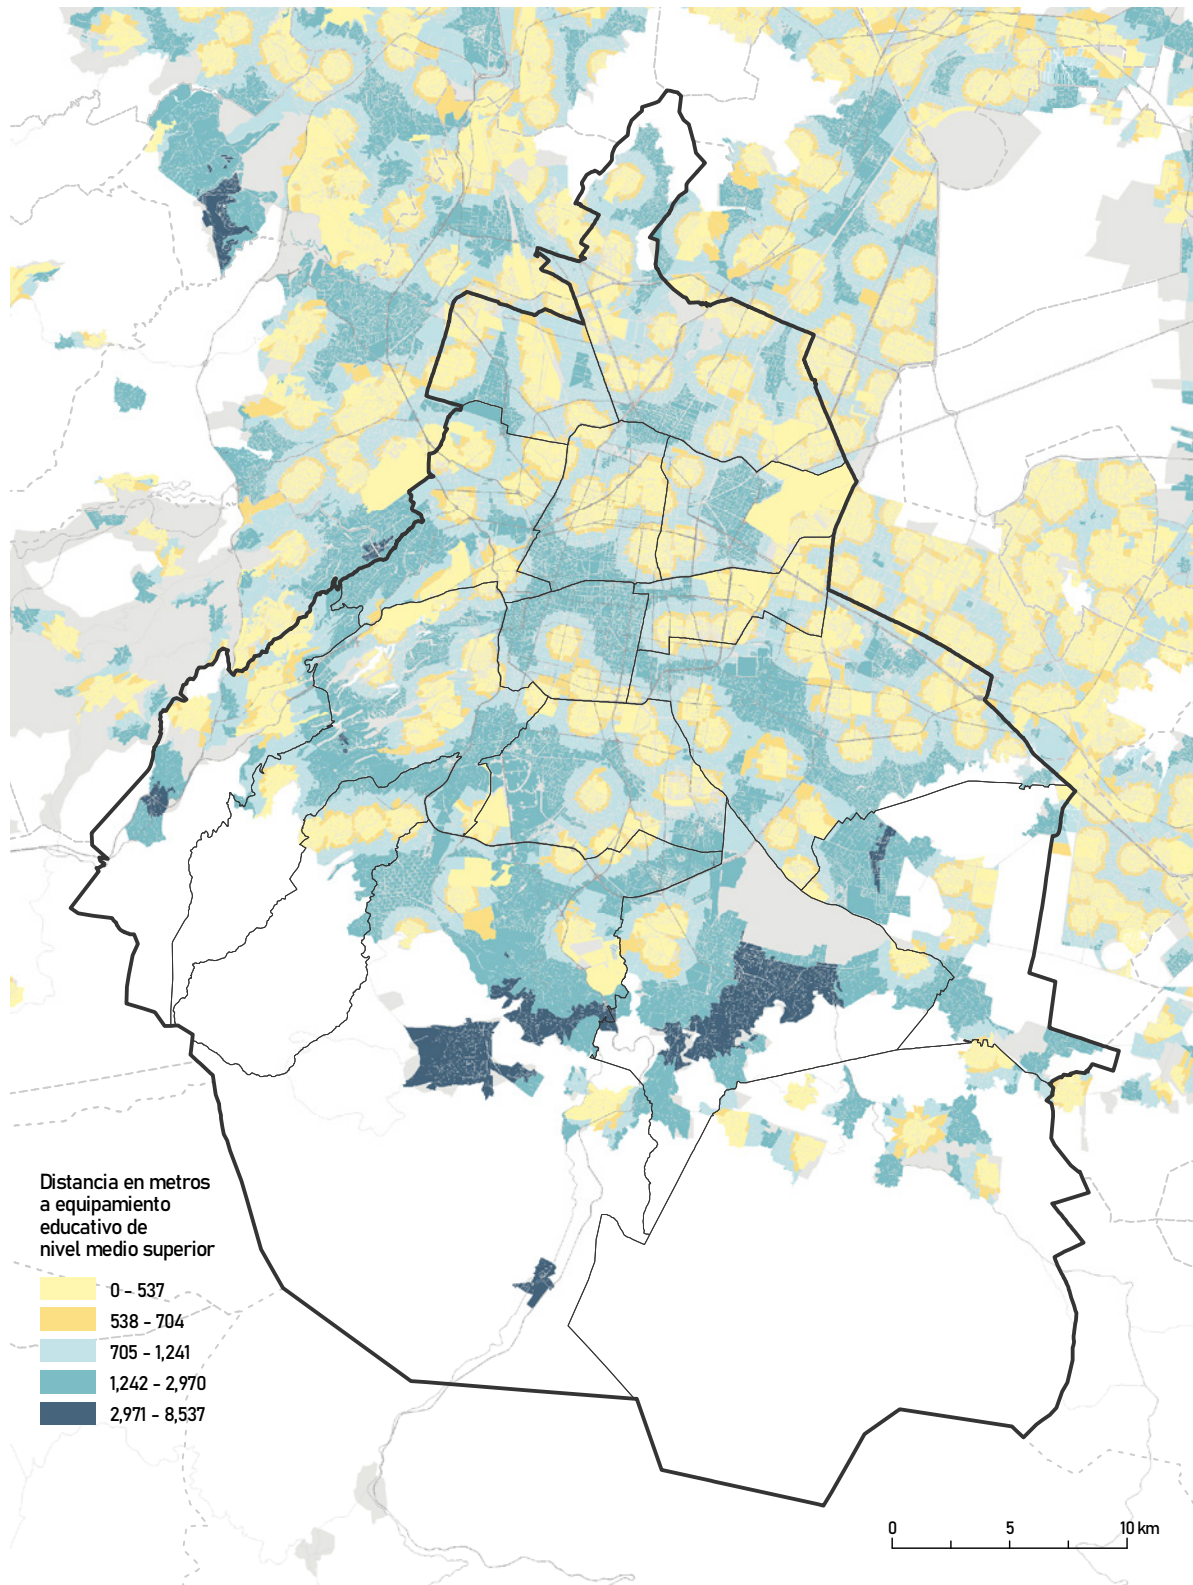 Distancia en metros
a equipamiento
educativo de
nivel medio superior
0 - 537
538 - 704
705 - 1,241
1,242 - 2,970
2,971 - 8,537
0 5 10 km